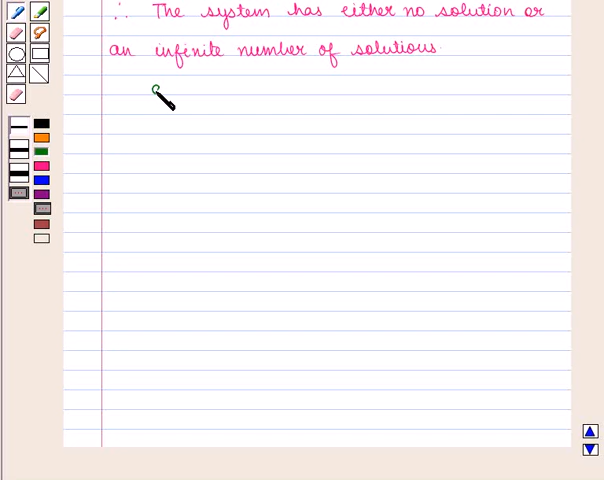 ∴ The system has either no solution or
an infinite number of solutions.